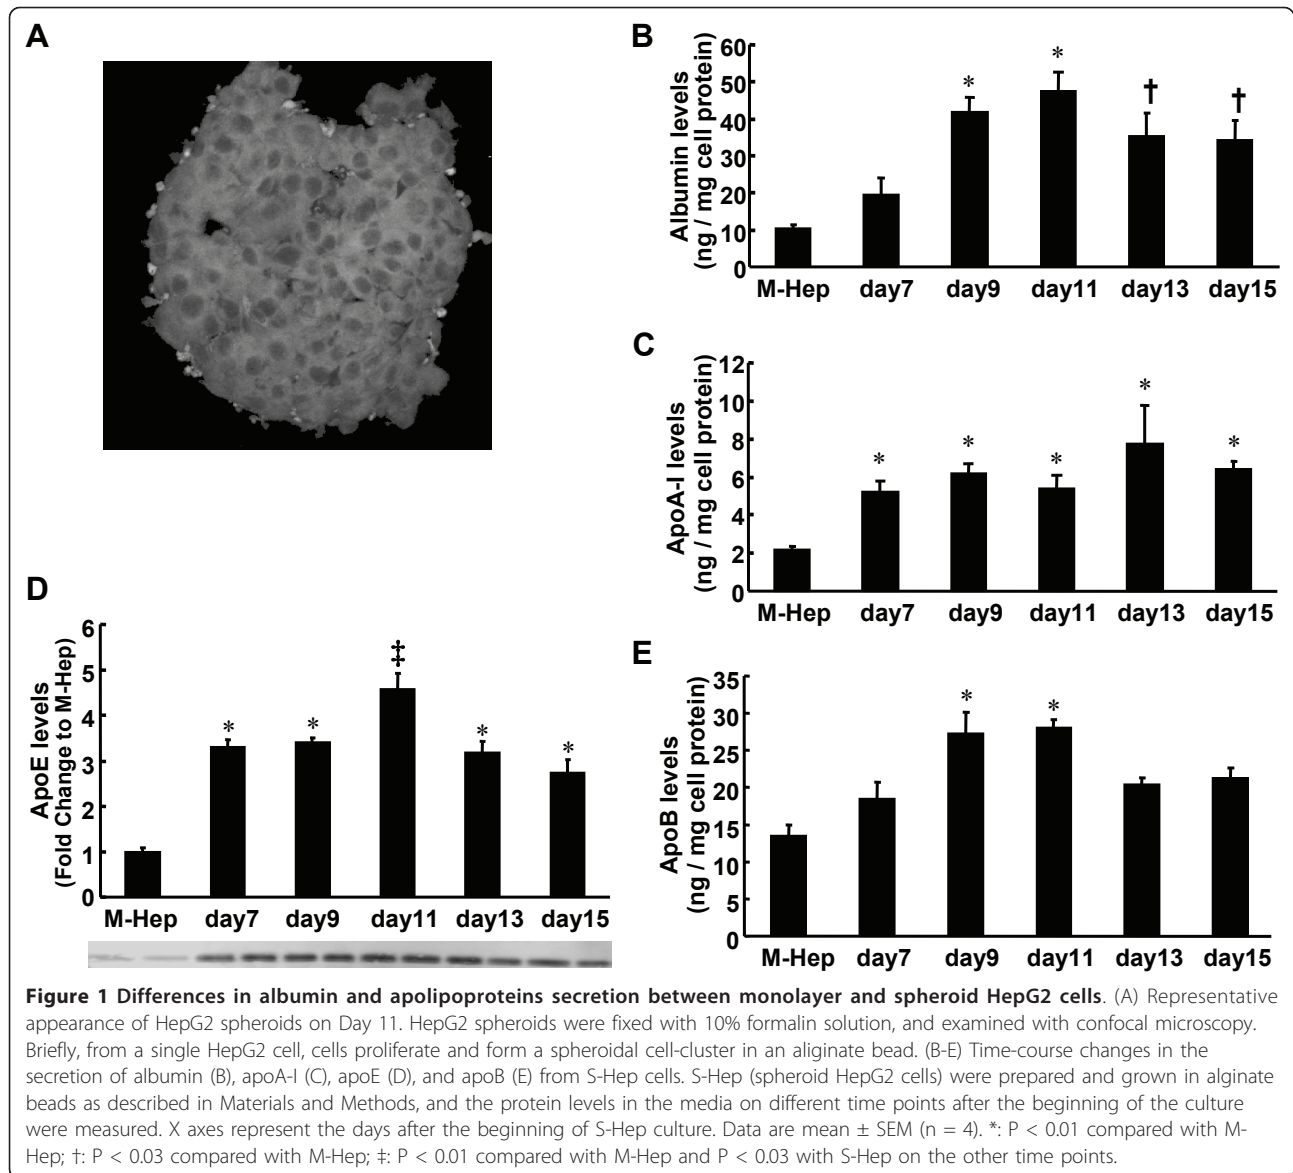 A
B
Albumin levels
(ng / mg cell protein)
60
50
40
30
20
10
0
*
*
†
†
M-Hep day7 day9 day11 day13 day15
C
ApoA-I levels
(ng / mg cell protein)
12
10
8
6
4
2
0
*
*
*
*
*
M-Hep day7 day9 day11 day13 day15
D
ApoE levels
(Fold Change to M-Hep)
6
5
4
3
2
1
0
*
*
‡
*
*
M-Hep day7 day9 day11 day13 day15
E
ApoB levels
(ng / mg cell protein)
35
30
25
20
15
10
5
0
*
*
M-Hep day7 day9 day11 day13 day15
Figure 1 Differences in albumin and apolipoproteins secretion between monolayer and spheroid HepG2 cells. (A) Representative
appearance of HepG2 spheroids on Day 11. HepG2 spheroids were fixed with 10% formalin solution, and examined with confocal microscopy.
Briefly, from a single HepG2 cell, cells proliferate and form a spheroidal cell-cluster in an aliginate bead. (B-E) Time-course changes in the
secretion of albumin (B), apoA-I (C), apoE (D), and apoB (E) from S-Hep cells. S-Hep (spheroid HepG2 cells) were prepared and grown in alginate
beads as described in Materials and Methods, and the protein levels in the media on different time points after the beginning of the culture
were measured. X axes represent the days after the beginning of S-Hep culture. Data are mean ± SEM (n = 4). *: P < 0.01 compared with M-
Hep; †: P < 0.03 compared with M-Hep; ‡: P < 0.01 compared with M-Hep and P < 0.03 with S-Hep on the other time points.